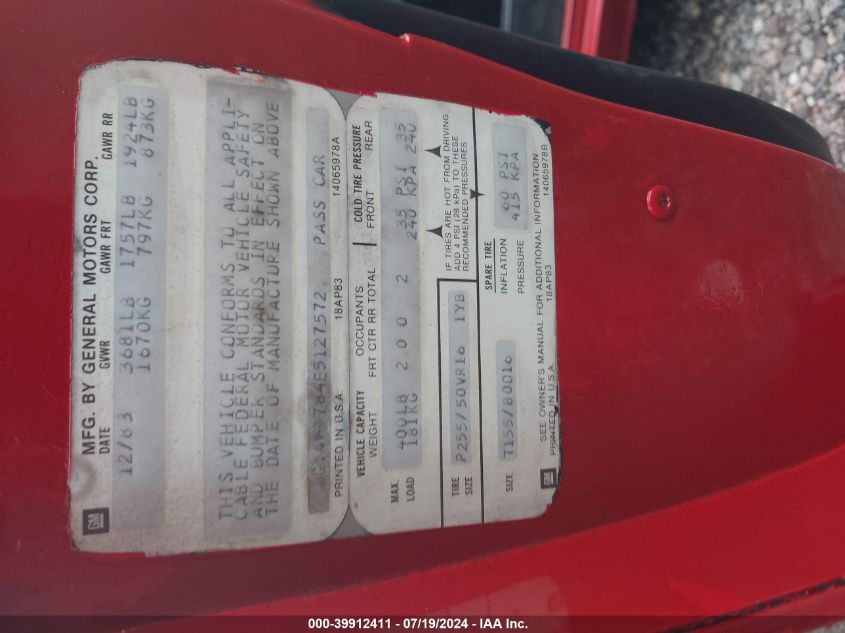 GM
MFG. BY GENERAL MOTORS CORP.
DATE GVWR GAWR FRT GAWR RR
12/83 3681LB 1757LB 1924LB
1670KG 797KG 873KG
THIS VEHICLE CONFORMS TO ALL APPLI-
CABLE FEDERAL MOTOR VEHICLE SAFETY
AND BUMPER STANDARDS IN EFFECT ON
THE DATE OF MANUFACTURE SHOWN ABOVE
784E5127572 PASS CAR
PRINTED IN U.S.A. 18AP83 14065978A
VEHICLE CAPACITY COLD TIRE PRESSURE
WEIGHT OCCUPANTS FRONT REAR
FRT CTR RR TOTAL
MAX. LOAD 400LB 2 0 0 2 35 PSI 35
181KG 240 KPA 240
IF TIRES ARE HOT FROM DRIVING
ADD 4 PSI (28 kPa) TO THESE
RECOMMENDED PRESSURES
TIRE SIZE P255/50VR16 1YB
SPARE TIRE
SIZE T155/80D16 INFLATION PRESSURE 60 PSI
415 KPA
SEE OWNER'S MANUAL FOR ADDITIONAL INFORMATION
PRINTED IN U.S.A. 18AP83 14065978B
GM
000-39912411 - 07/19/2024 - IAA Inc.